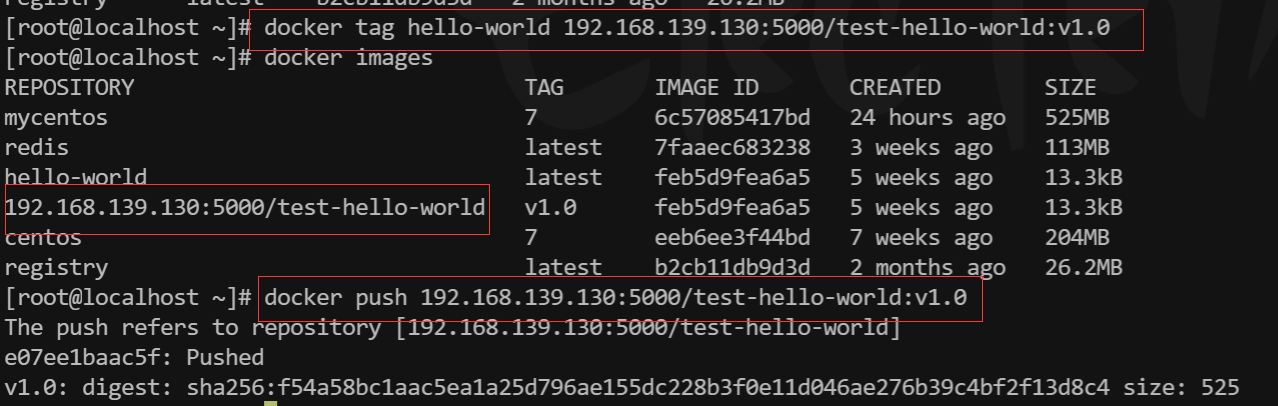 registry latest b2cb11db9d3d 2 months ago 26.2MB
[root@localhost ~]# docker tag hello-world 192.168.139.130:5000/test-hello-world:v1.0
[root@localhost ~]# docker images
REPOSITORY TAG IMAGE ID CREATED SIZE
mycentos 7 6c57085417bd 24 hours ago 525MB
redis latest 7faaec683238 3 weeks ago 113MB
hello-world latest feb5d9fea6a5 5 weeks ago 13.3kB
192.168.139.130:5000/test-hello-world v1.0 feb5d9fea6a5 5 weeks ago 13.3kB
centos 7 eeb6ee3f44bd 7 weeks ago 204MB
registry latest b2cb11db9d3d 2 months ago 26.2MB
[root@localhost ~]# docker push 192.168.139.130:5000/test-hello-world:v1.0
The push refers to repository [192.168.139.130:5000/test-hello-world]
e07ee1baac5f: Pushed
v1.0: digest: sha256:f54a58bc1aac5ea1a25d796ae155dc228b3f0e11d046ae276b39c4bf2f13d8c4 size: 525